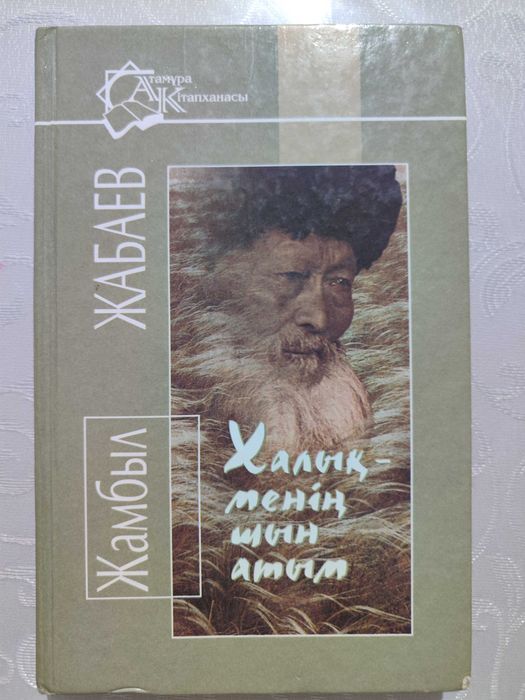 Атамұра
Кітапханасы
Жамбыл
ЖАБАЕВ
Халық –
менің
шын
атым